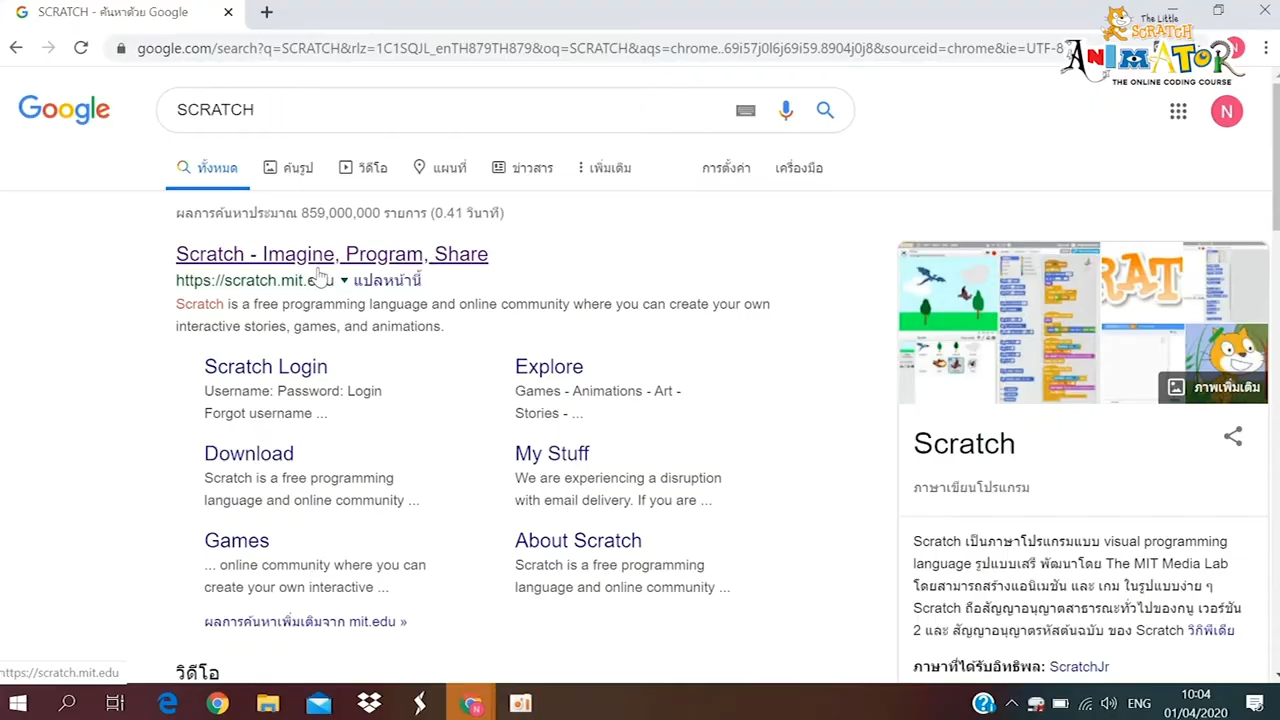 SCRATCH - ค้นหาด้วย Google
google.com/search?q=SCRATCH&rlz=1C1SQJL_enTH879TH879&oq=SCRATCH&aqs=chrome..69i57j0l6j69i59.8904j0j8&sourceid=chrome&ie=UTF-8
The Little
SCRATCH
ANIMATOR
THE ONLINE CODING COURSE
Google
SCRATCH
N
ทั้งหมด
ค้นรูป
วิดีโอ
แผนที่
ข่าวสาร
เพิ่มเติม
การตั้งค่า
เครื่องมือ
ผลการค้นหาประมาณ 859,000,000 รายการ (0.41 วินาที)
Scratch - Imagine, Program, Share
https://scratch.mit.edu แปลหน้านี้
Scratch is a free programming language and online community where you can create your own
interactive stories, games, and animations.
Scratch Login
Username: Password: Login
Forgot username ...
Explore
Games - Animations - Art -
Stories - ...
Download
Scratch is a free programming
language and online community ...
My Stuff
We are experiencing a disruption
with email delivery. If you are ...
Games
... online community where you can
create your own interactive ...
About Scratch
Scratch is a free programming
language and online community ...
ผลการค้นหาเพิ่มเติมจาก mit.edu »
วิดีโอ
https://scratch.mit.edu
ภาพเพิ่มเติม
Scratch
ภาษาเขียนโปรแกรม
Scratch เป็นภาษาโปรแกรมแบบ visual programming
language รูปแบบเสรี พัฒนาโดย The MIT Media Lab
โดยสามารถสร้างแอนิเมชัน และ เกม ในรูปแบบง่าย ๆ
Scratch ถือสัญญาอนุญาตสาธารณะทั่วไปของกนู เวอร์ชัน
2 และ สัญญาอนุญาตรหัสต้นฉบับ ของ Scratch วิกิพีเดีย
ภาษาที่ได้รับอิทธิพล: ScratchJr
ENG
10:04
01/04/2020